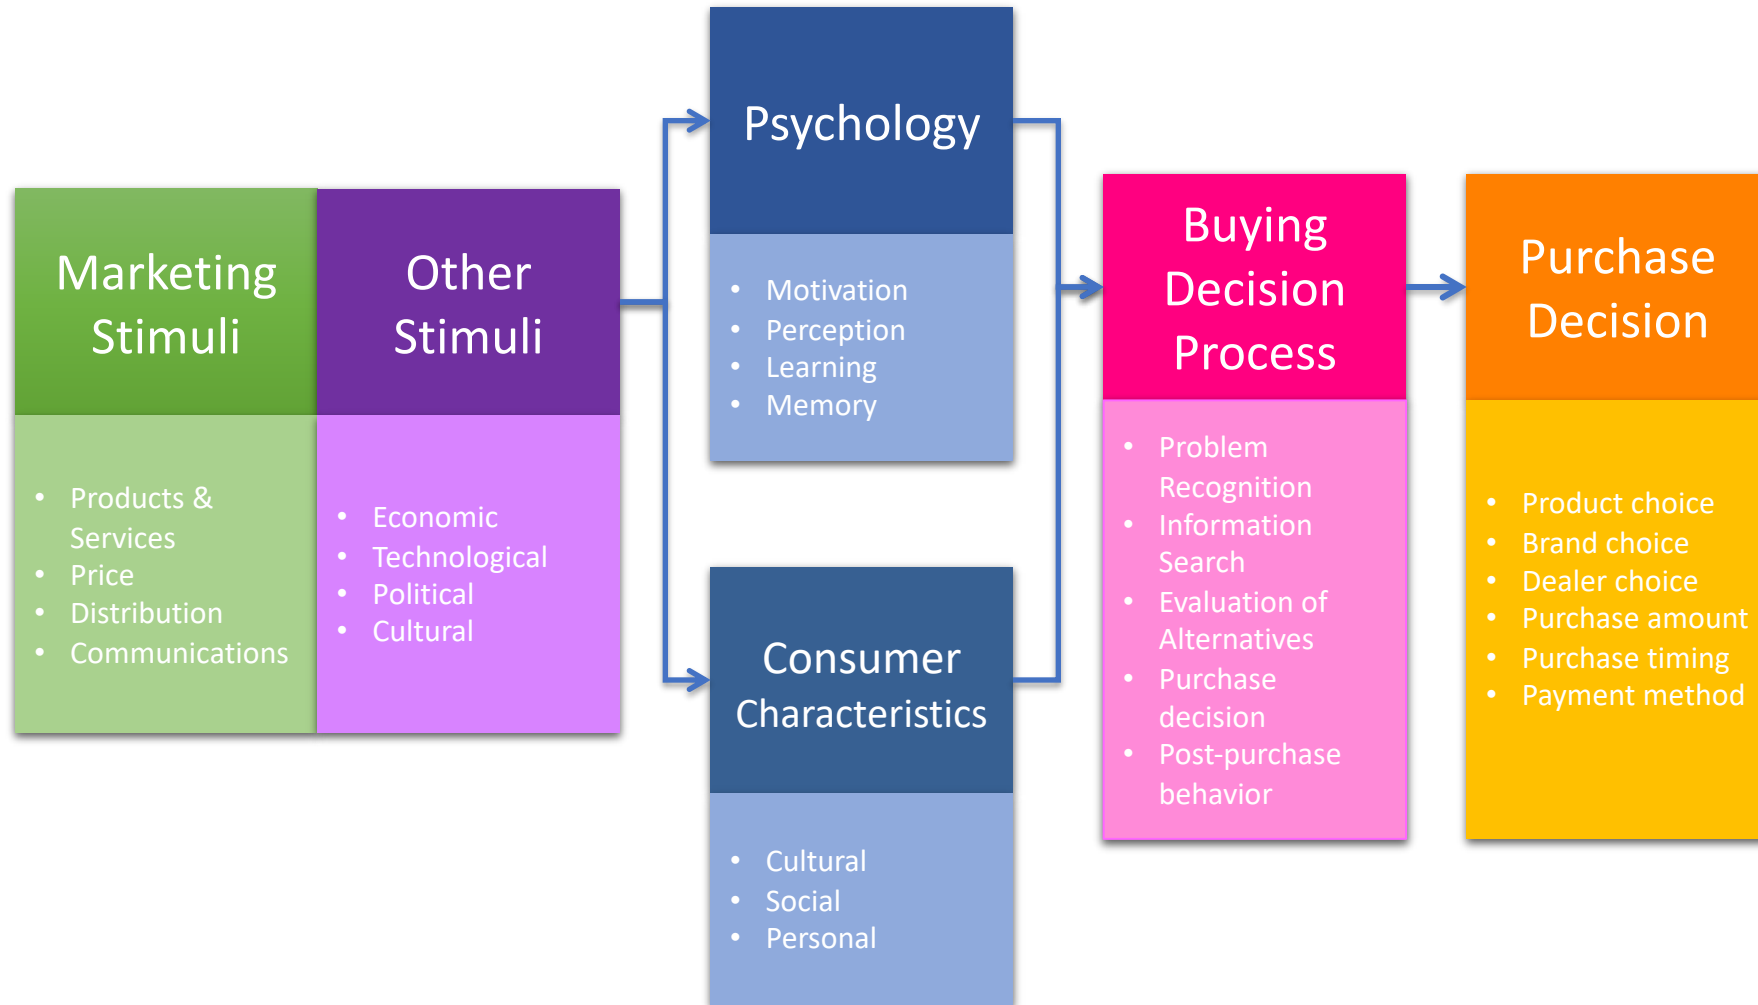 Marketing
Stimuli
• Products &
Services
• Price
• Distribution
• Communications
Other
Stimuli
• Economic
• Technological
• Political
• Cultural
Psychology
• Motivation
• Perception
• Learning
• Memory
Consumer
Characteristics
• Cultural
• Social
• Personal
Buying
Decision
Process
• Problem
Recognition
• Information
Search
• Evaluation of
Alternatives
• Purchase
decision
• Post-purchase
behavior
Purchase
Decision
• Product choice
• Brand choice
• Dealer choice
• Purchase amount
• Purchase timing
• Payment method